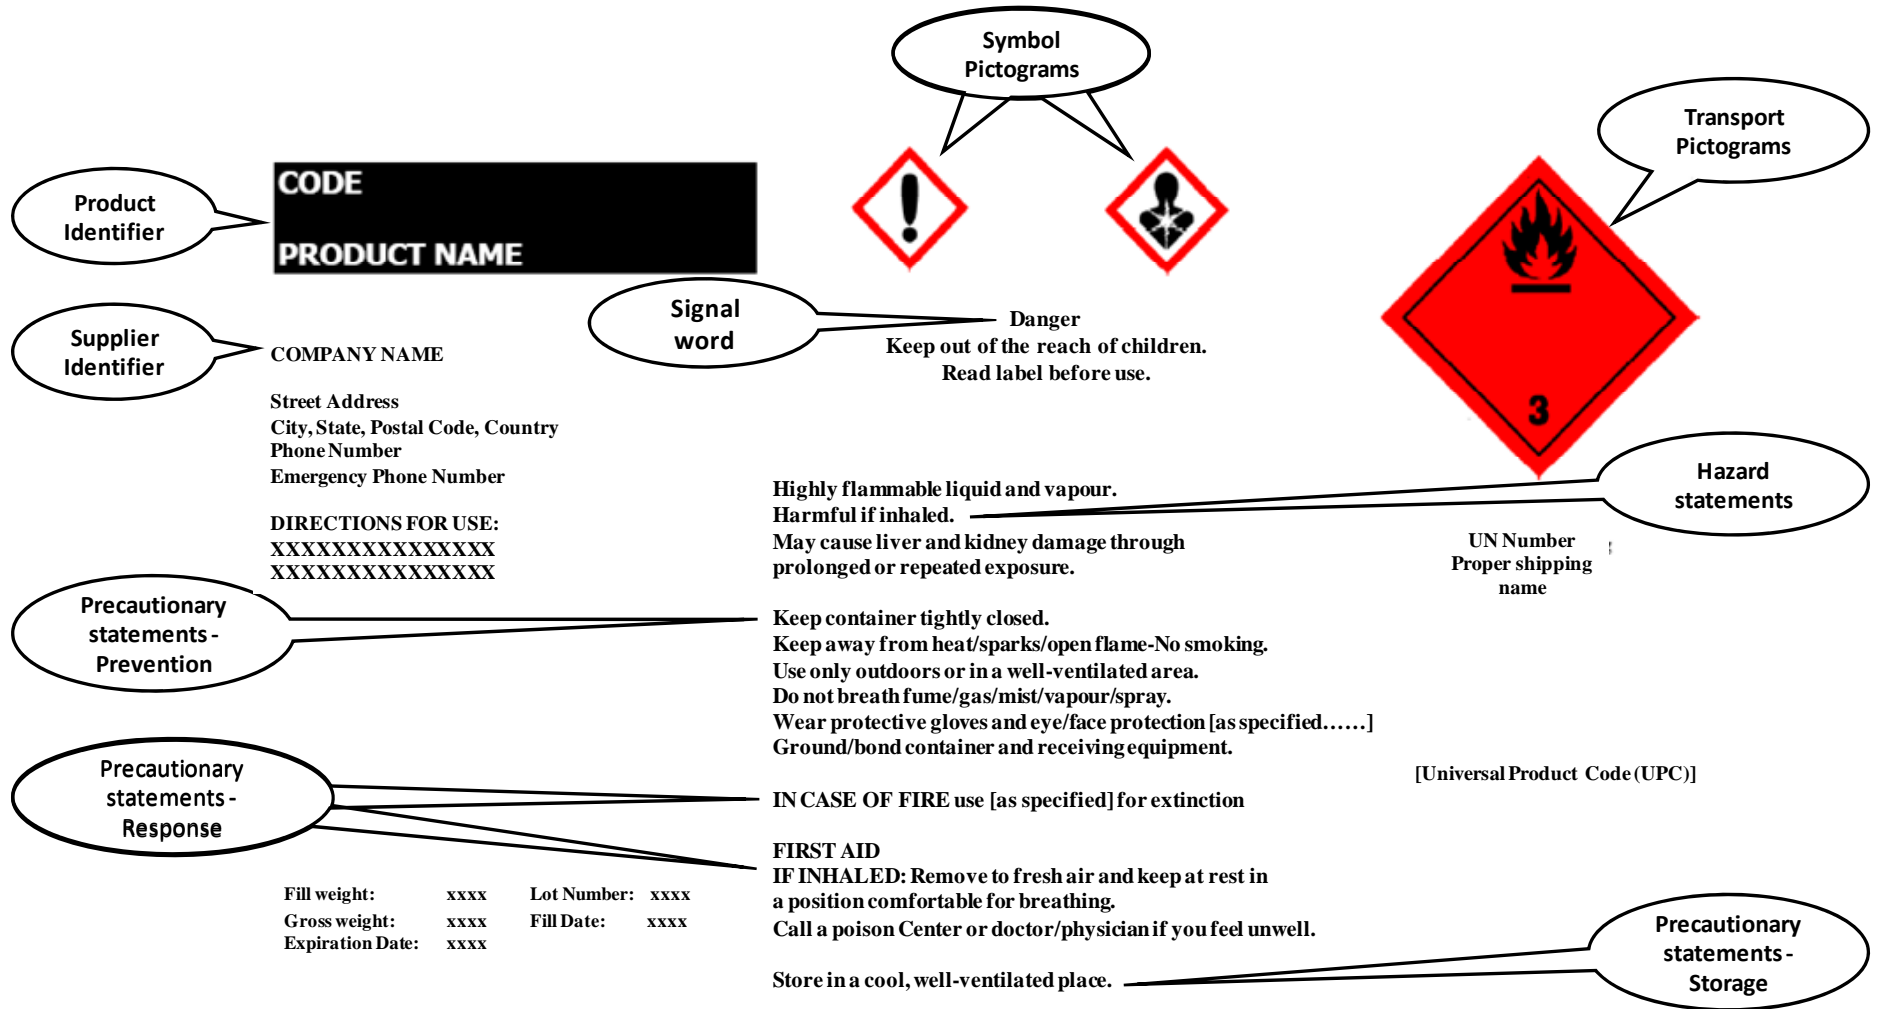 Symbol
Pictograms
Transport
Pictograms
Product
Identifier
CODE
PRODUCT NAME
Signal
word
Danger
Keep out of the reach of children.
Read label before use.
3
Supplier
Identifier
COMPANY NAME
Street Address
City, State, Postal Code, Country
Phone Number
Emergency Phone Number
DIRECTIONS FOR USE:
XXXXXXXXXXXXXXX
XXXXXXXXXXXXXXX
Hazard
statements
Highly flammable liquid and vapour.
Harmful if inhaled.
May cause liver and kidney damage through
prolonged or repeated exposure.
UN Number
Proper shipping
name
Precautionary
statements -
Prevention
Keep container tightly closed.
Keep away from heat/sparks/open flame-No smoking.
Use only outdoors or in a well-ventilated area.
Do not breath fume/gas/mist/vapour/spray.
Wear protective gloves and eye/face protection [as specified……]
Ground/bond container and receiving equipment.
[Universal Product Code (UPC)]
Precautionary
statements -
Response
IN CASE OF FIRE use [as specified] for extinction
FIRST AID
IF INHALED: Remove to fresh air and keep at rest in
a position comfortable for breathing.
Call a poison Center or doctor/physician if you feel unwell.
Fill weight: xxxx Lot Number: xxxx
Gross weight: xxxx Fill Date: xxxx
Expiration Date: xxxx
Precautionary
statements -
Storage
Store in a cool, well-ventilated place.